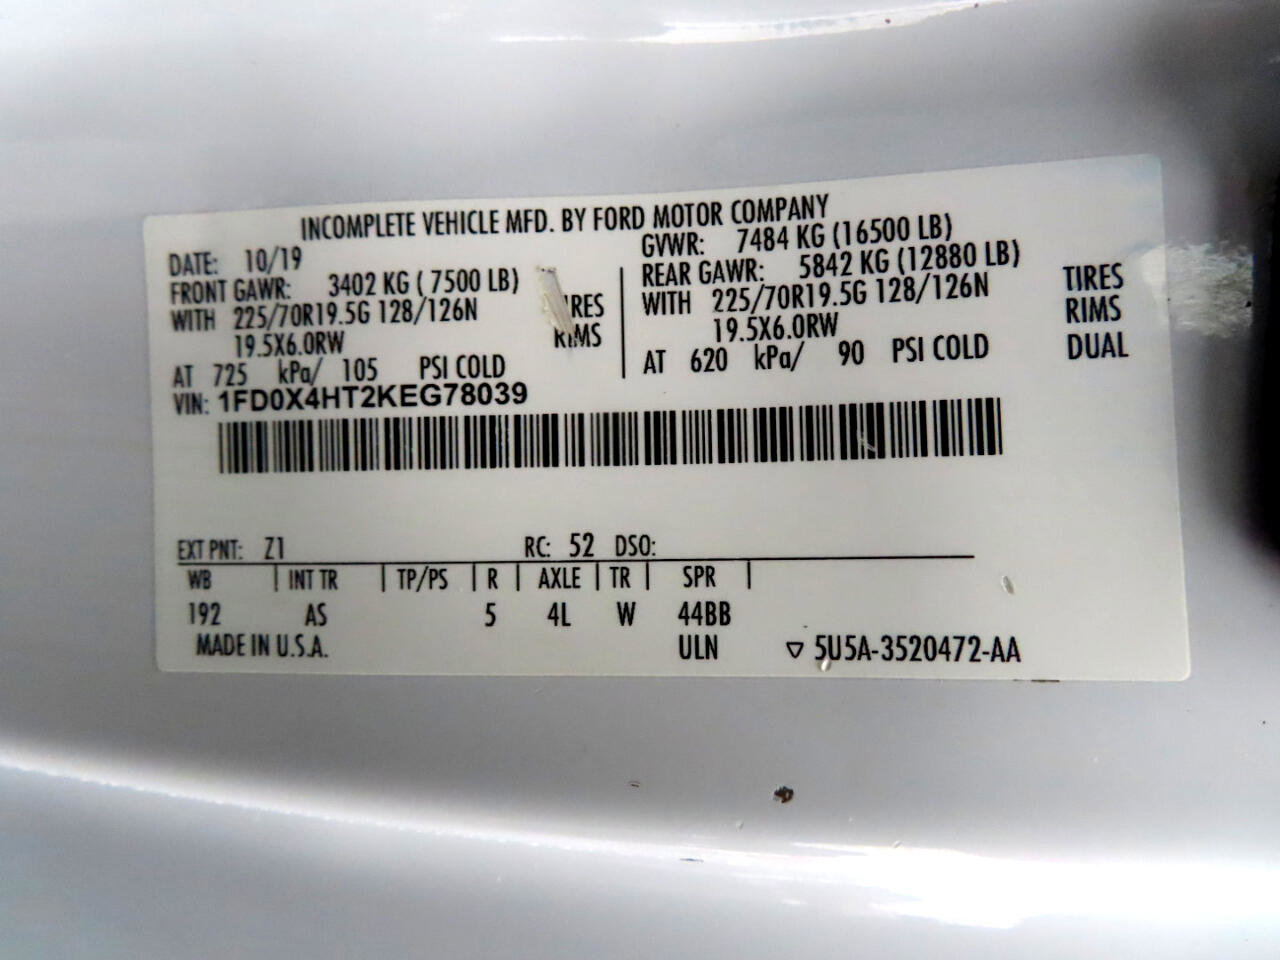 INCOMPLETE VEHICLE MFD. BY FORD MOTOR COMPANY
DATE: 10/19 GVWR: 7484 KG (16500 LB)
FRONT GAWR: 3402 KG ( 7500 LB) REAR GAWR: 5842 KG (12880 LB)
WITH 225/70R19.5G 128/126N TIRES WITH 225/70R19.5G 128/126N TIRES
19.5X6.0RW RIMS 19.5X6.0RW RIMS
AT 725 kPa/ 105 PSI COLD AT 620 kPa/ 90 PSI COLD DUAL
VIN: 1FD0X4HT2KEG78039
EXT PNT: Z1 RC: 52 DSO:
WB | INT TR | TP/PS | R | AXLE | TR | SPR |
192 AS 5 4L W 44BB
MADE IN U.S.A. ULN ▽ 5U5A-3520472-AA